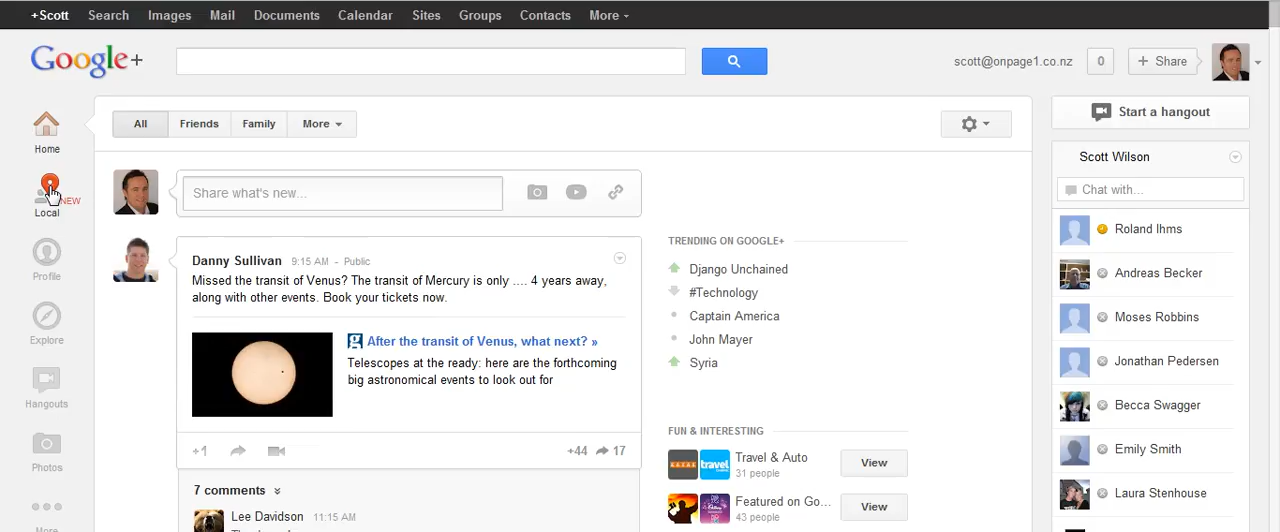 +Scott Search Images Mail Documents Calendar Sites Groups Contacts More
Google+
scott@onpage1.co.nz 0 + Share
Home
NEW
Local
Profile
Explore
Hangouts
Photos
More
All Friends Family More
Share what's new...
Danny Sullivan 9:15 AM - Public
Missed the transit of Venus? The transit of Mercury is only .... 4 years away,
along with other events. Book your tickets now.
g After the transit of Venus, what next? »
Telescopes at the ready: here are the forthcoming
big astronomical events to look out for
+1 +44 17
7 comments
Lee Davidson 11:15 AM
TRENDING ON GOOGLE+
Django Unchained
#Technology
Captain America
John Mayer
Syria
FUN & INTERESTING
Travel & Auto
31 people
View
Featured on Go...
43 people
View
Start a hangout
Scott Wilson
Chat with...
Roland Ihms
Andreas Becker
Moses Robbins
Jonathan Pedersen
Becca Swagger
Emily Smith
Laura Stenhouse